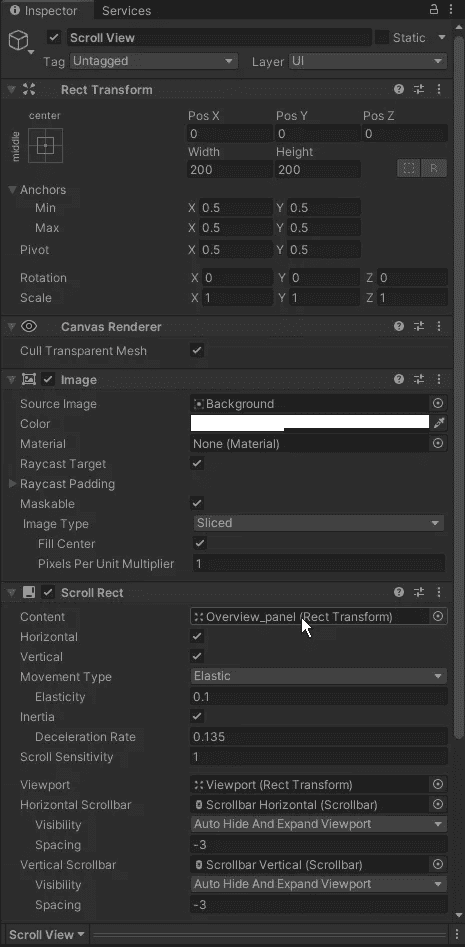 Inspector Services
Scroll View Static
Tag Untagged Layer UI
Rect Transform
center
middle
Pos X Pos Y Pos Z
0 0 0
Width Height
200 200
R
Anchors
Min X 0.5 Y 0.5
Max X 0.5 Y 0.5
Pivot X 0.5 Y 0.5
Rotation X 0 Y 0 Z 0
Scale X 1 Y 1 Z 1
Canvas Renderer
Cull Transparent Mesh
Image
Source Image Background
Color
Material None (Material)
Raycast Target
Raycast Padding
Maskable
Image Type Sliced
Fill Center
Pixels Per Unit Multiplier 1
Scroll Rect
Content Overview_panel (Rect Transform)
Horizontal
Vertical
Movement Type Elastic
Elasticity 0.1
Inertia
Deceleration Rate 0.135
Scroll Sensitivity 1
Viewport Viewport (Rect Transform)
Horizontal Scrollbar Scrollbar Horizontal (Scrollbar)
Visibility Auto Hide And Expand Viewport
Spacing -3
Vertical Scrollbar Scrollbar Vertical (Scrollbar)
Visibility Auto Hide And Expand Viewport
Spacing -3
Scroll View